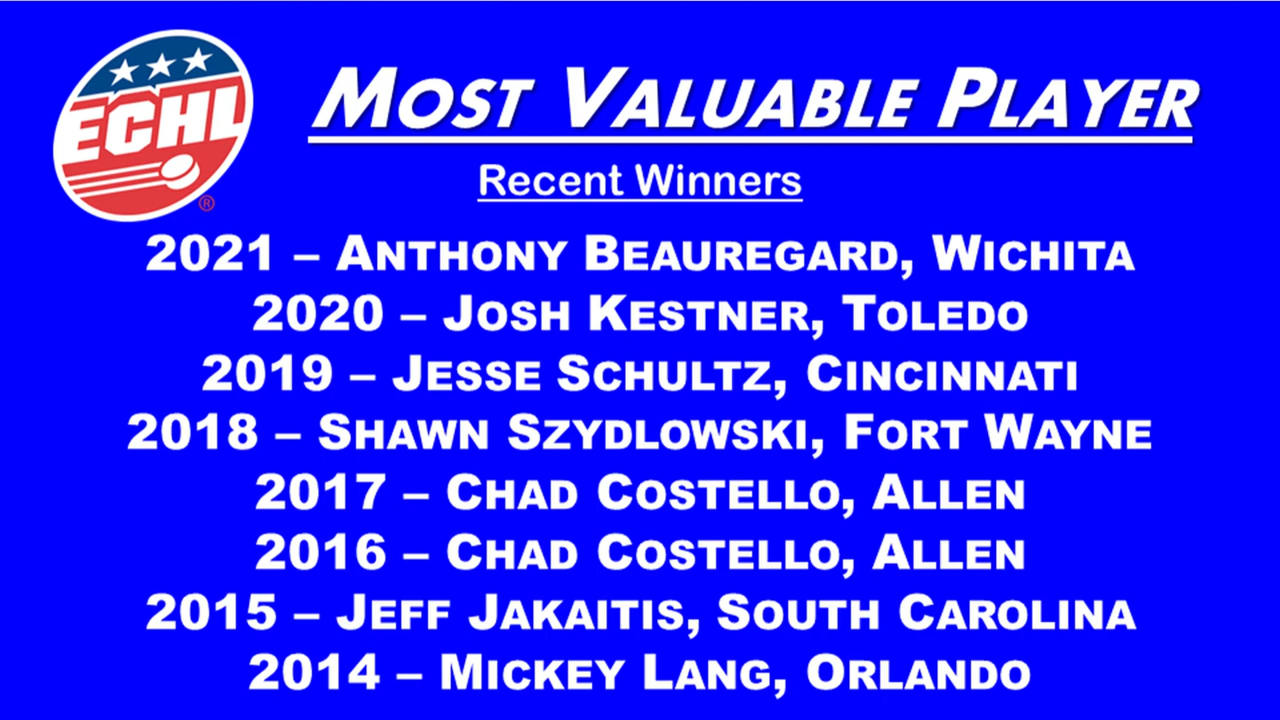 ECHL
®
MOST VALUABLE PLAYER
Recent Winners
2021 – ANTHONY BEAUREGARD, WICHITA
2020 – JOSH KESTNER, TOLEDO
2019 – JESSE SCHULTZ, CINCINNATI
2018 – SHAWN SZYDLOWSKI, FORT WAYNE
2017 – CHAD COSTELLO, ALLEN
2016 – CHAD COSTELLO, ALLEN
2015 – JEFF JAKAITIS, SOUTH CAROLINA
2014 – MICKEY LANG, ORLANDO